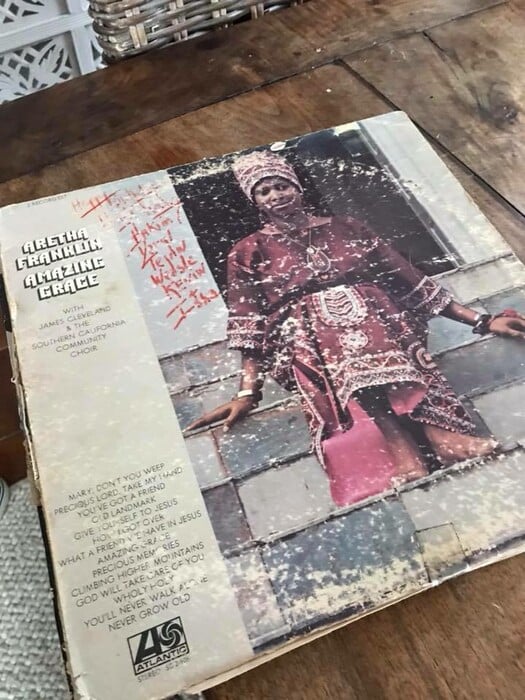 2 RECORD SET
ARETHA
FRANKLIN
AMAZING
GRACE
WITH
JAMES CLEVELAND
& THE
SOUTHERN CALIFORNIA
COMMUNITY
CHOIR
Kevin
MARY, DON'T YOU WEEP
PRECIOUS LORD, TAKE MY HAND
YOU'VE GOT A FRIEND
OLD LANDMARK
GIVE YOURSELF TO JESUS
HOW I GOT OVER
WHAT A FRIEND WE HAVE IN JESUS
AMAZING GRACE
PRECIOUS MEMORIES
CLIMBING HIGHER MOUNTAINS
GOD WILL TAKE CARE OF YOU
WHOLY HOLY
YOU'LL NEVER WALK ALONE
NEVER GROW OLD
ATLANTIC
STEREO